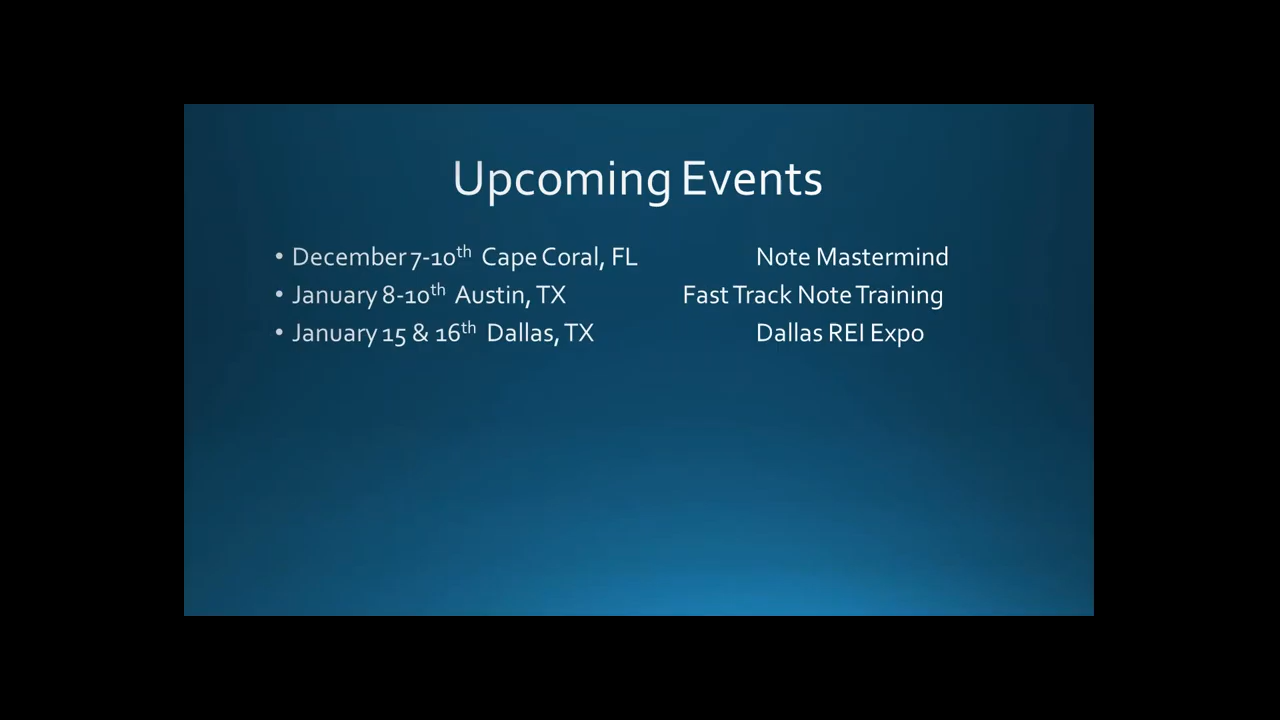 Upcoming Events
• December 7-10th Cape Coral, FL Note Mastermind
• January 8-10th Austin, TX Fast Track Note Training
• January 15 & 16th Dallas, TX Dallas REI Expo